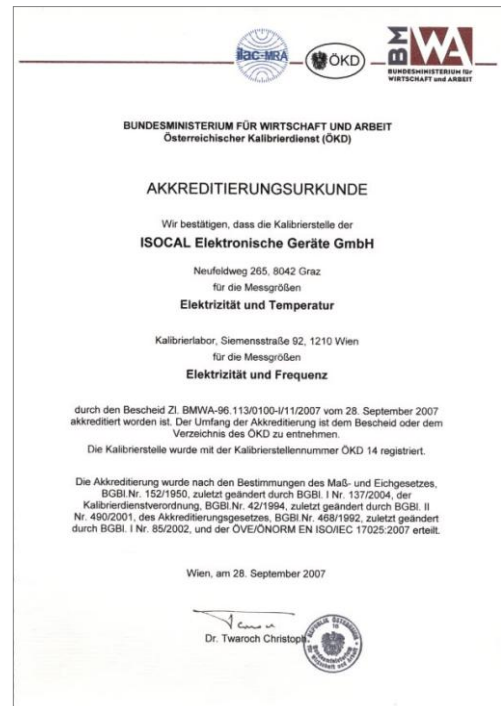 ilac-MRA
ÖKD
BM
WA
BUNDESMINISTERIUM für
WIRTSCHAFT und ARBEIT
BUNDESMINISTERIUM FÜR WIRTSCHAFT UND ARBEIT
Österreichischer Kalibrierdienst (ÖKD)
AKKREDITIERUNGSURKUNDE
Wir bestätigen, dass die Kalibrierstelle der
ISOCAL Elektronische Geräte GmbH
Neufeldweg 265, 8042 Graz
für die Messgrößen
Elektrizität und Temperatur
Kalibrierlabor, Siemensstraße 92, 1210 Wien
für die Messgrößen
Elektrizität und Frequenz
durch den Bescheid Zl. BMWA-96.113/0100-I/11/2007 vom 28. September 2007
akkreditiert worden ist. Der Umfang der Akkreditierung ist dem Bescheid oder dem
Verzeichnis des ÖKD zu entnehmen.
Die Kalibrierstelle wurde mit der Kalibrierstellennummer ÖKD 14 registriert.
Die Akkreditierung wurde nach den Bestimmungen des Maß- und Eichgesetzes,
BGBl.Nr. 152/1950, zuletzt geändert durch BGBl. I Nr. 137/2004, der
Kalibrierdienstverordnung, BGBl.Nr. 42/1994, zuletzt geändert durch BGBl. II
Nr. 490/2001, des Akkreditierungsgesetzes, BGBl.Nr. 468/1992, zuletzt geändert
durch BGBl. I Nr. 85/2002, und der ÖVE/ÖNORM EN ISO/IEC 17025:2007 erteilt.
Wien, am 28. September 2007
Dr. Twaroch Christoph
REPUBLIK ÖSTERREICH